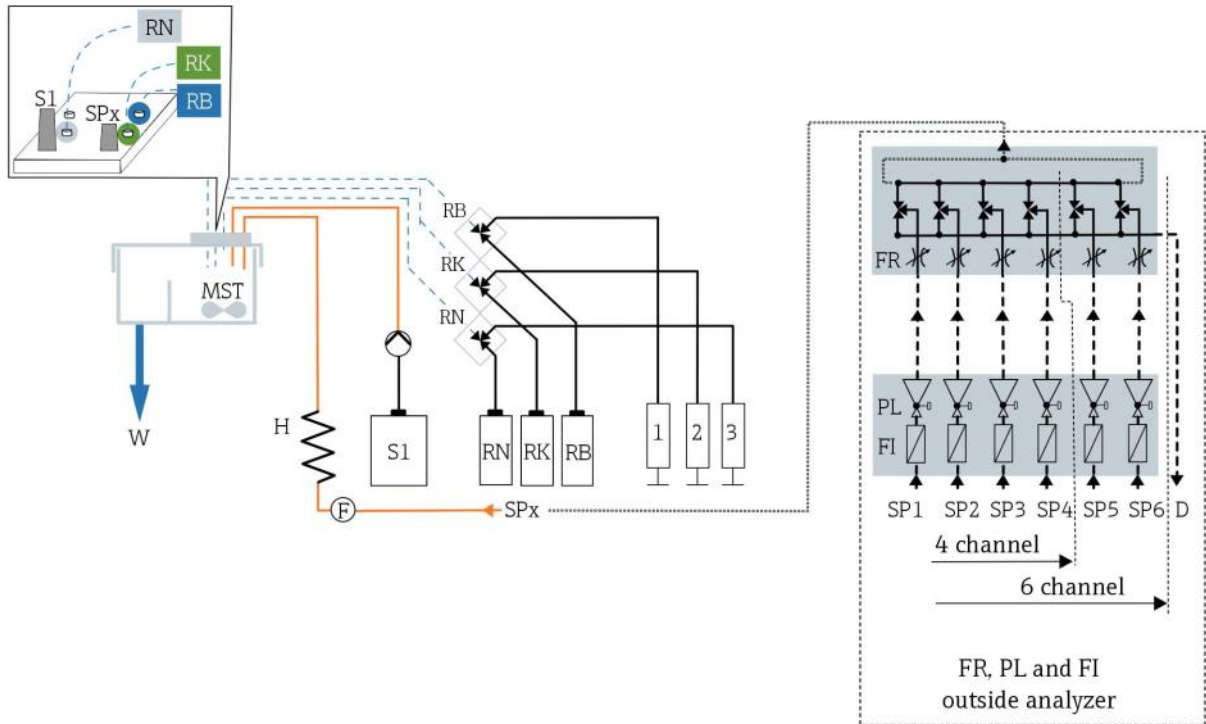 RN
RK
S1
SPx
RB
RB
RK
RN
MST
FR
W
H
S1
RN
RK
RB
1
2
3
F
SPx
PL
FI
SP1
SP2
SP3
SP4
SP5
SP6
D
4 channel
6 channel
FR, PL and FI
outside analyzer